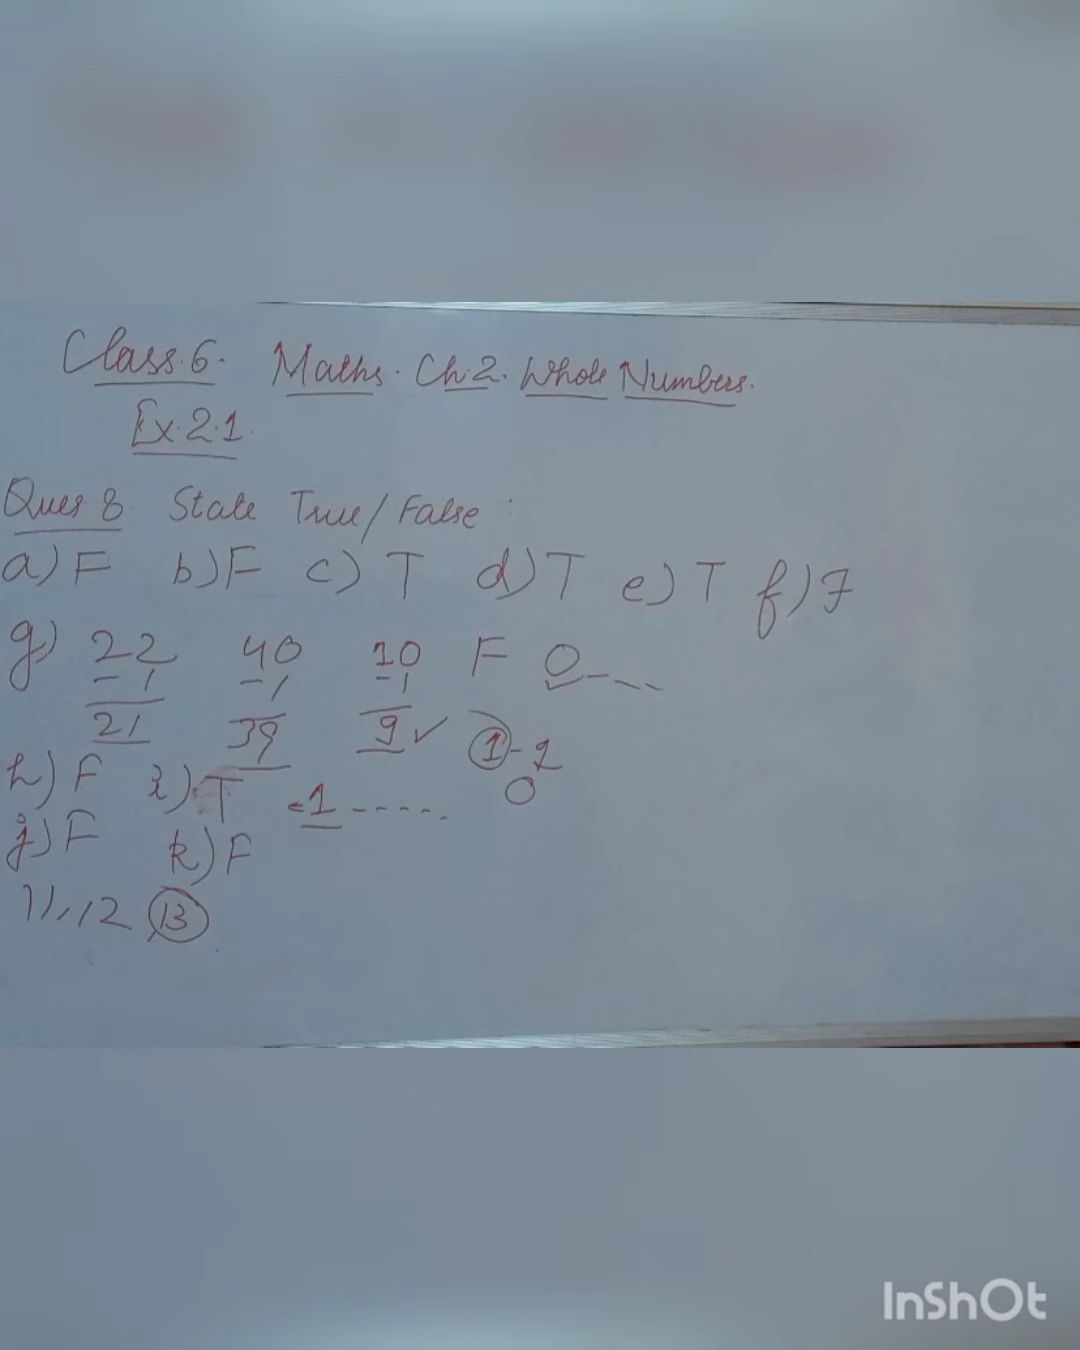 Class.6. Maths. Ch.2. Whole Numbers.
Ex.2.1.
Ques 8. State True/False :
a) F b) F c) T d) T e) T f) F
g) 22 40 10 F 0----
-1 -1 -1
21 39 9 ✓ 1-1
h) F i) T 1 ----- 0
j) F k) F
11, 12 13
InShOt